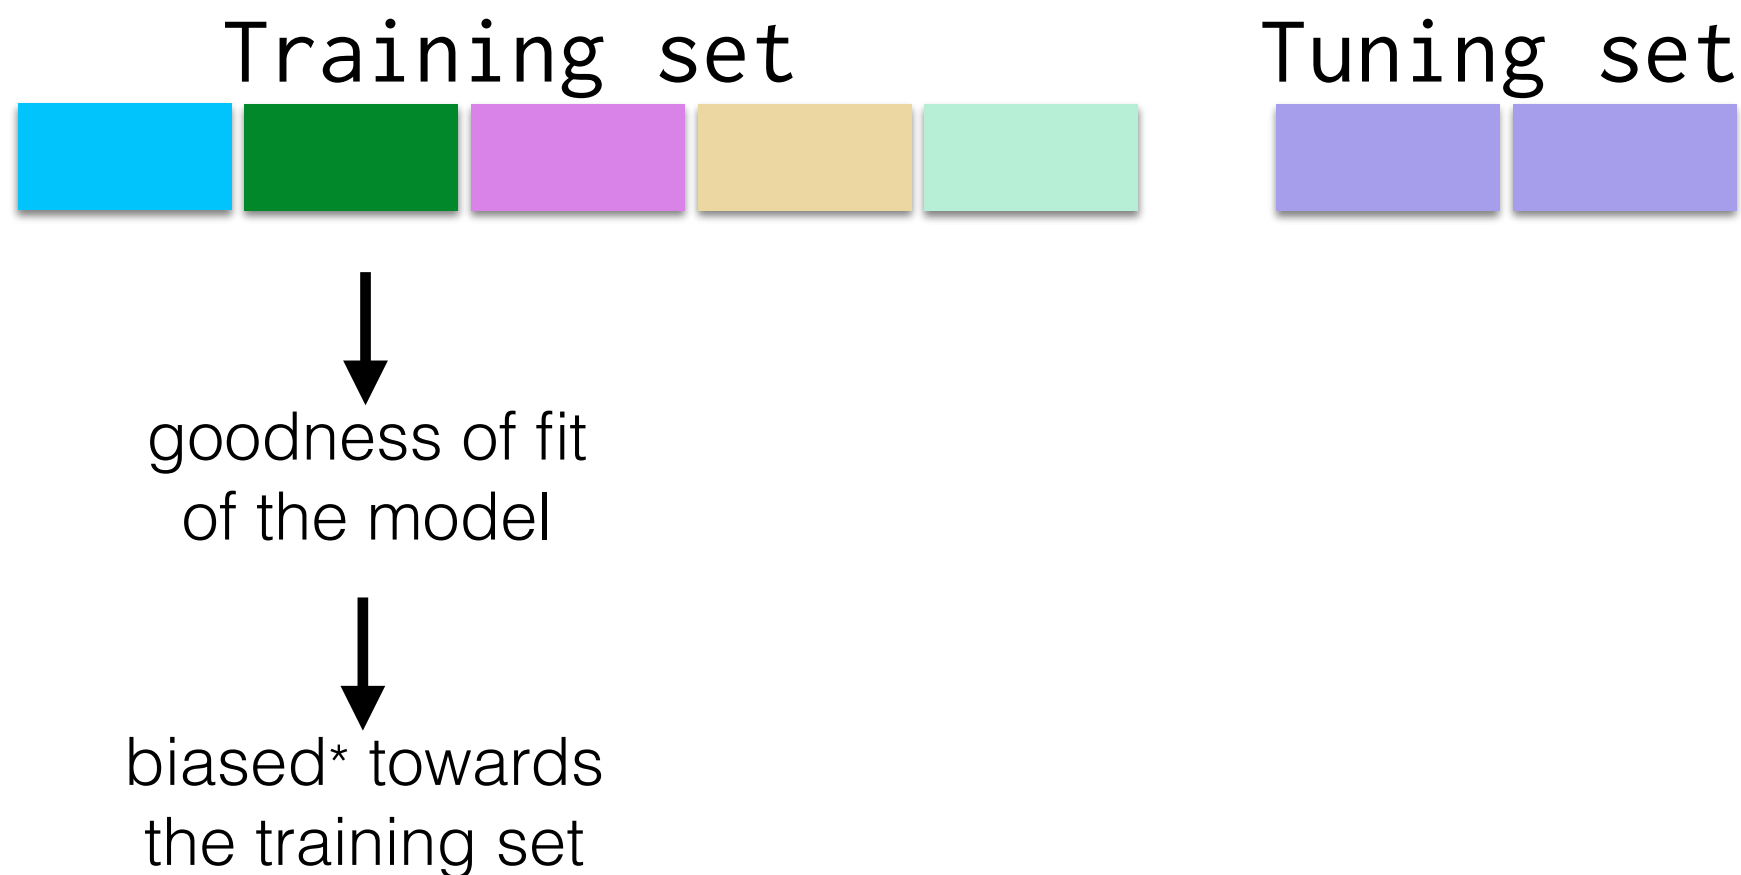 Training set
Tuning set
goodness of fit
of the model
biased* towards
the training set